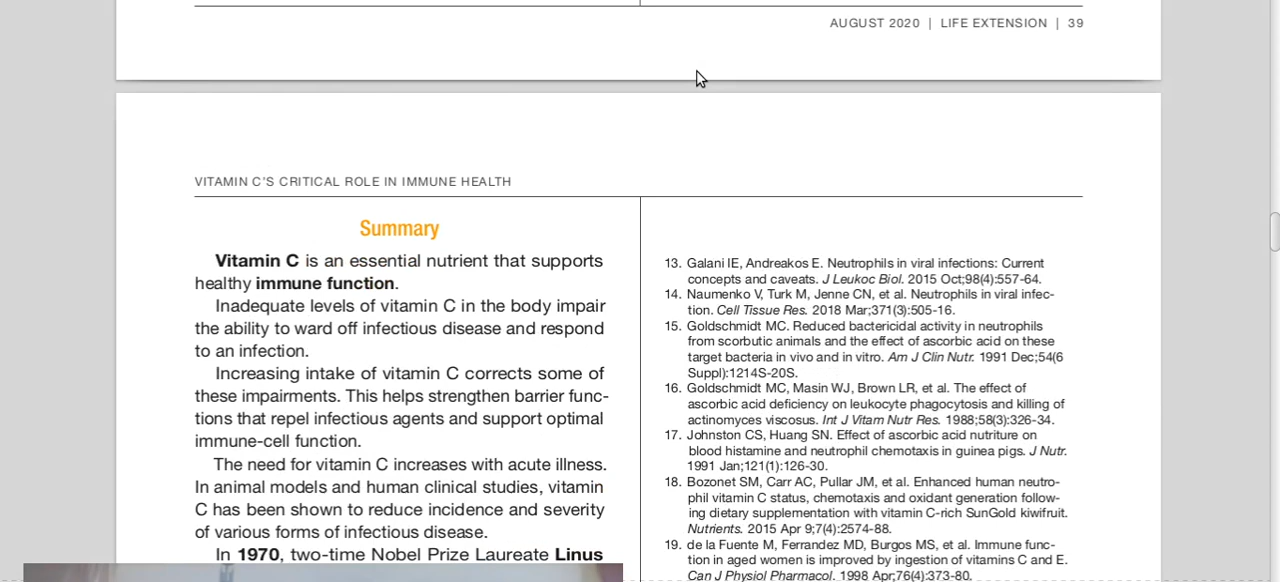 AUGUST 2020 | LIFE EXTENSION | 39
VITAMIN C'S CRITICAL ROLE IN IMMUNE HEALTH
Summary
Vitamin C is an essential nutrient that supports
healthy immune function.
Inadequate levels of vitamin C in the body impair
the ability to ward off infectious disease and respond
to an infection.
Increasing intake of vitamin C corrects some of
these impairments. This helps strengthen barrier func-
tions that repel infectious agents and support optimal
immune-cell function.
The need for vitamin C increases with acute illness.
In animal models and human clinical studies, vitamin
C has been shown to reduce incidence and severity
of various forms of infectious disease.
In 1970, two-time Nobel Prize Laureate Linus
13. Galani IE, Andreakos E. Neutrophils in viral infections: Current
concepts and caveats. J Leukoc Biol. 2015 Oct;98(4):557-64.
14. Naumenko V, Turk M, Jenne CN, et al. Neutrophils in viral infec-
tion. Cell Tissue Res. 2018 Mar;371(3):505-16.
15. Goldschmidt MC. Reduced bactericidal activity in neutrophils
from scorbutic animals and the effect of ascorbic acid on these
target bacteria in vivo and in vitro. Am J Clin Nutr. 1991 Dec;54(6
Suppl):1214S-20S.
16. Goldschmidt MC, Masin WJ, Brown LR, et al. The effect of
ascorbic acid deficiency on leukocyte phagocytosis and killing of
actinomyces viscosus. Int J Vitam Nutr Res. 1988;58(3):326-34.
17. Johnston CS, Huang SN. Effect of ascorbic acid nutriture on
blood histamine and neutrophil chemotaxis in guinea pigs. J Nutr.
1991 Jan;121(1):126-30.
18. Bozonet SM, Carr AC, Pullar JM, et al. Enhanced human neutro-
phil vitamin C status, chemotaxis and oxidant generation follow-
ing dietary supplementation with vitamin C-rich SunGold kiwifruit.
Nutrients. 2015 Apr 9;7(4):2574-88.
19. de la Fuente M, Ferrandez MD, Burgos MS, et al. Immune func-
tion in aged women is improved by ingestion of vitamins C and E.
Can J Physiol Pharmacol. 1998 Apr;76(4):373-80.